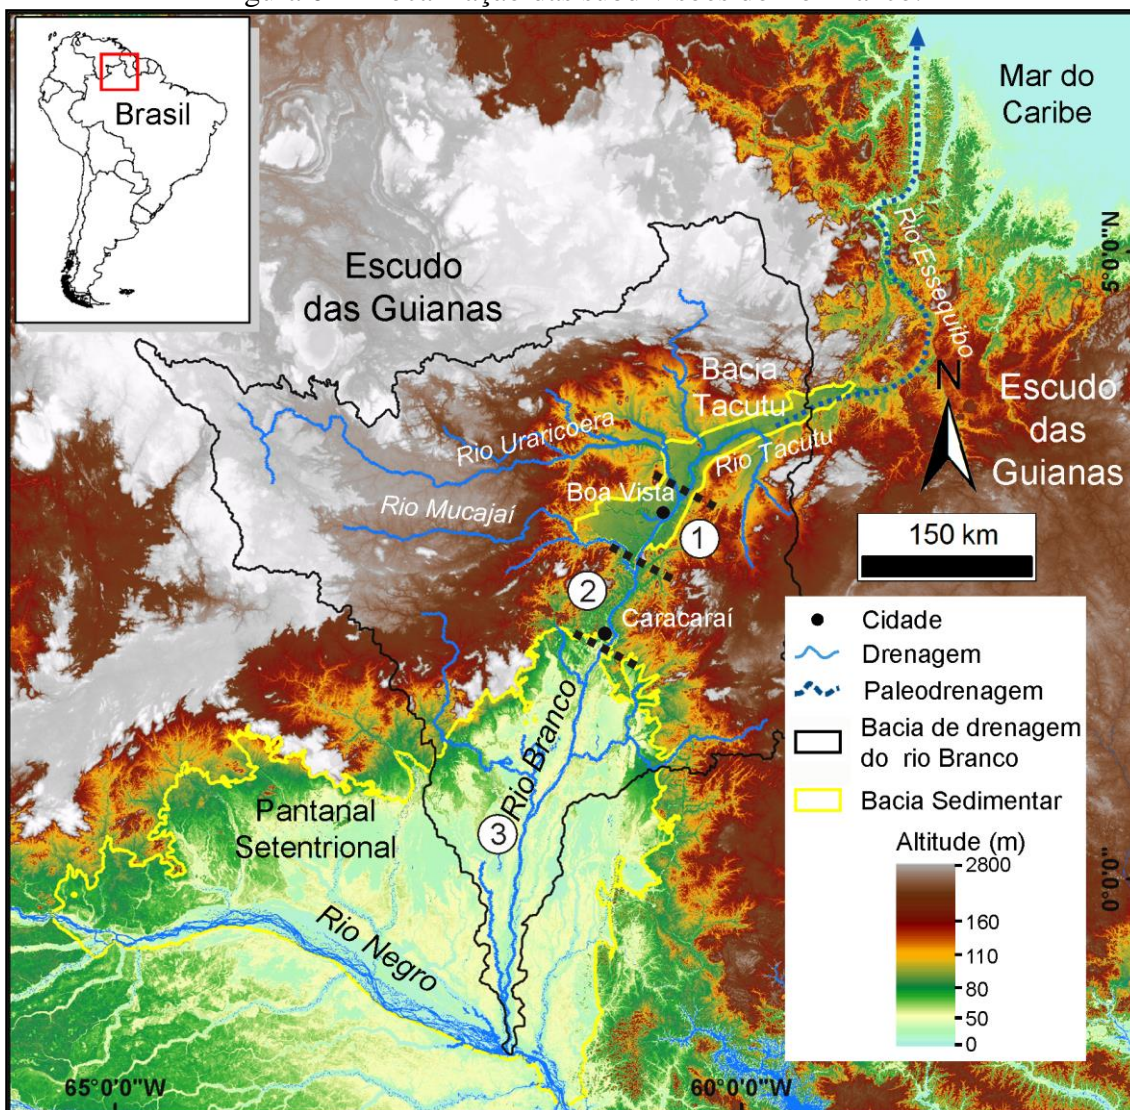 Brasil
Mar do
Caribe
Escudo
das Guianas
Rio Essequibo
5°0'0"N
N
Bacia
Tacutu
Escudo
das
Guianas
Rio Uraricoera
Rio Tacutu
Boa Vista
Rio Mucajaí
1
150 km
2
Caracaraí
Cidade
Drenagem
Paleodrenagem
Bacia de drenagem
do rio Branco
Bacia Sedimentar
Rio Branco
Pantanal
Setentrional
3
Altitude (m)
2800
160
110
80
50
0
0°0'0"
Rio Negro
65°0'0"W
60°0'0"W